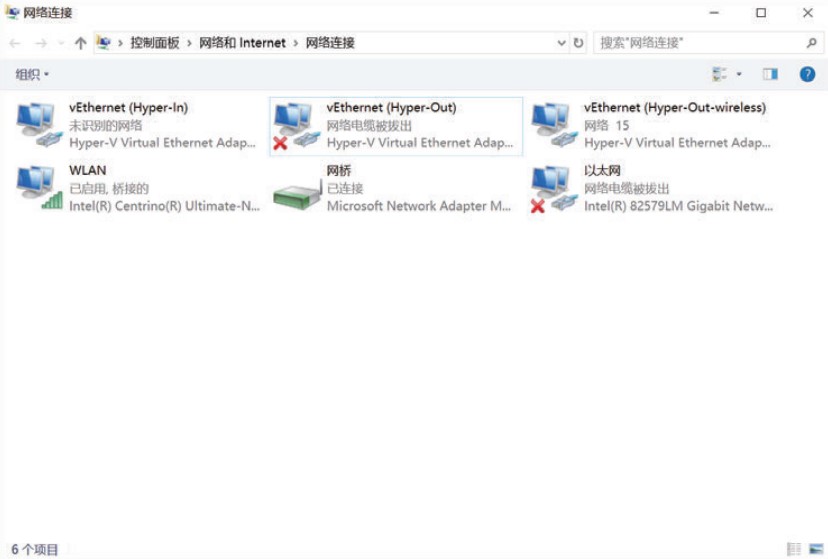 网络连接
控制面板 › 网络和 Internet › 网络连接
搜索"网络连接"
组织
vEthernet (Hyper-In)
未识别的网络
Hyper-V Virtual Ethernet Adap...
vEthernet (Hyper-Out)
网络电缆被拔出
Hyper-V Virtual Ethernet Adap...
vEthernet (Hyper-Out-wireless)
网络 15
Hyper-V Virtual Ethernet Adap...
WLAN
已启用, 桥接的
Intel(R) Centrino(R) Ultimate-N...
网桥
已连接
Microsoft Network Adapter M...
以太网
网络电缆被拔出
Intel(R) 82579LM Gigabit Netw...
6 个项目